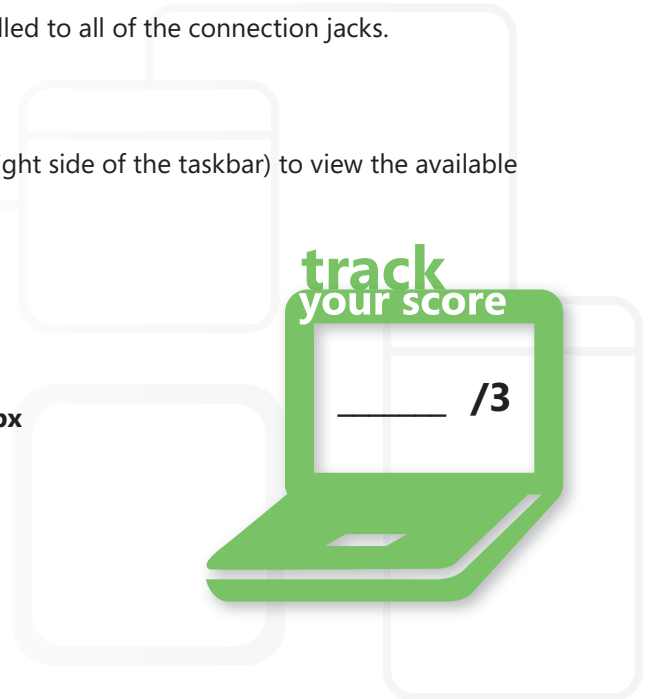 lled to all of the connection jacks.
ght side of the taskbar) to view the available
track
your score
_______ /3
ox